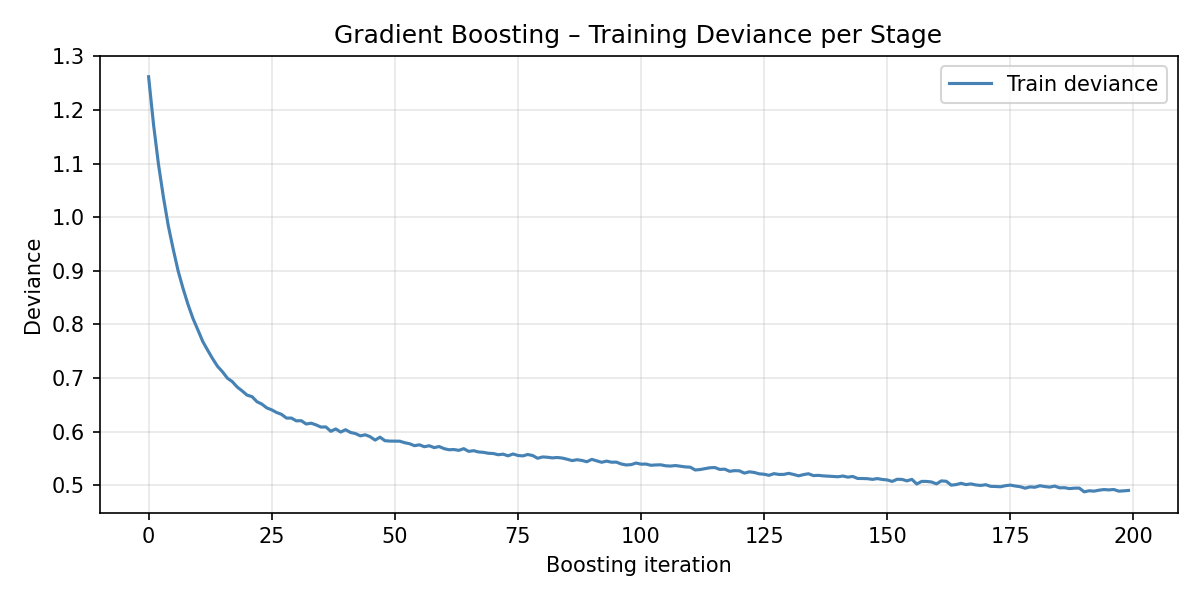 Gradient Boosting – Training Deviance per Stage
Train deviance
Deviance
1.3
1.2
1.1
1.0
0.9
0.8
0.7
0.6
0.5
0 25 50 75 100 125 150 175 200
Boosting iteration